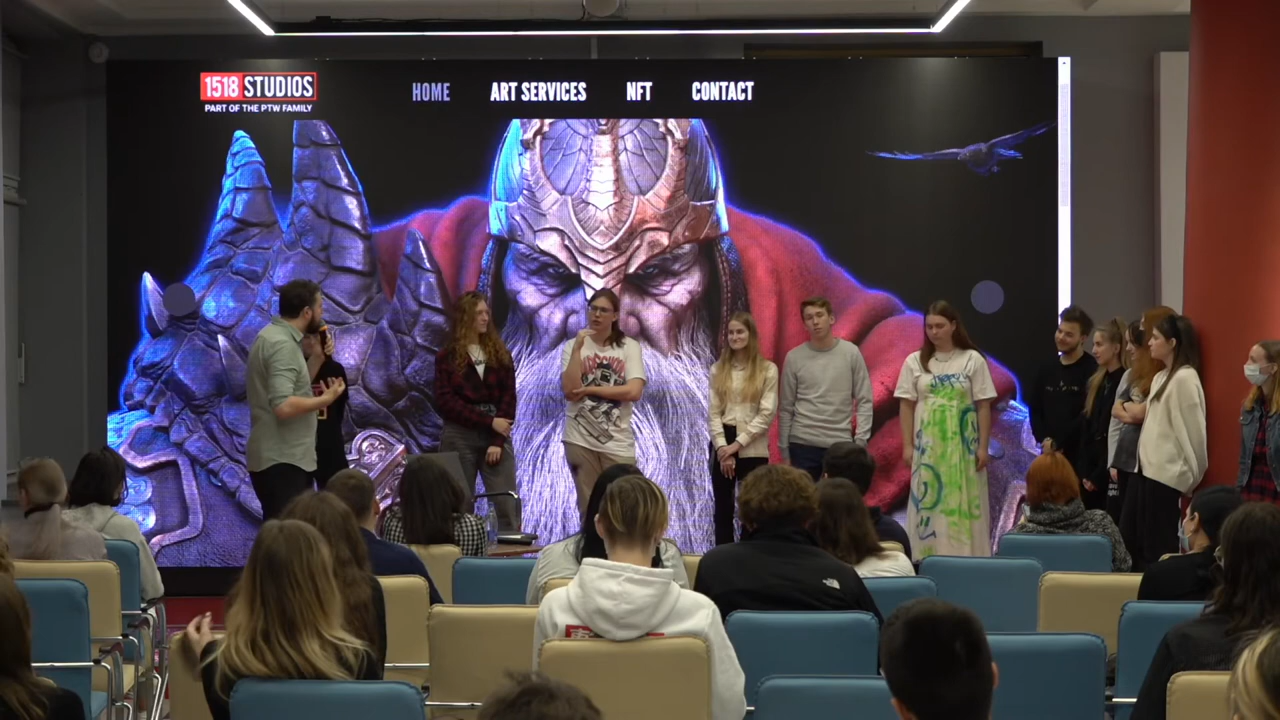 1518 STUDIOS
PART OF THE PTW FAMILY
HOME ART SERVICES NFT CONTACT